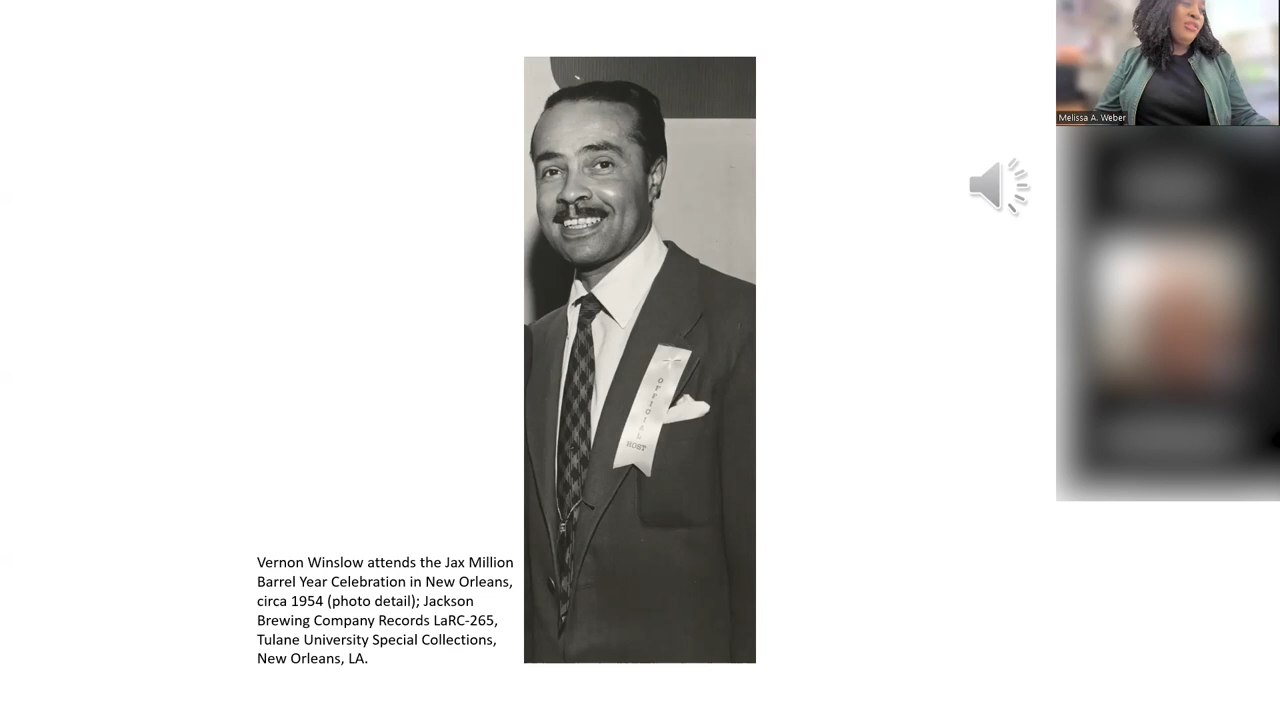 Melissa A. Weber
OFFICIAL
HOST
Vernon Winslow attends the Jax Million
Barrel Year Celebration in New Orleans,
circa 1954 (photo detail); Jackson
Brewing Company Records LaRC-265,
Tulane University Special Collections,
New Orleans, LA.